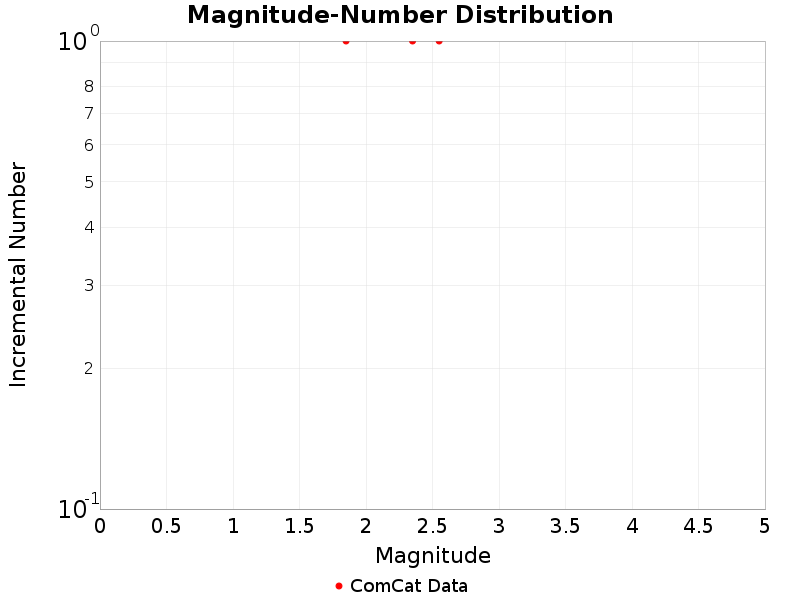 Magnitude-Number Distribution
10^0
8
7
6
5
4
3
2
10^-1
Incremental Number
0 0.5 1 1.5 2 2.5 3 3.5 4 4.5 5
Magnitude
ComCat Data